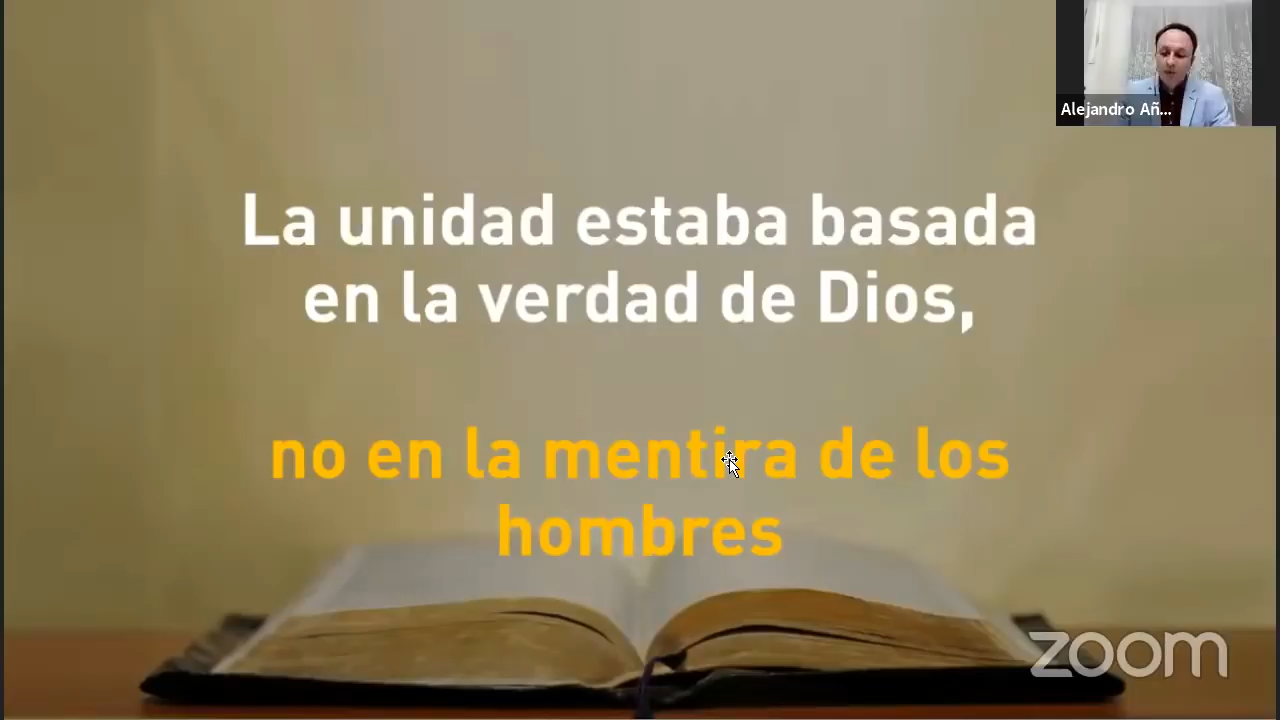 Alejandro Añ...
La unidad estaba basada
en la verdad de Dios,
no en la mentira de los
hombres
zoom